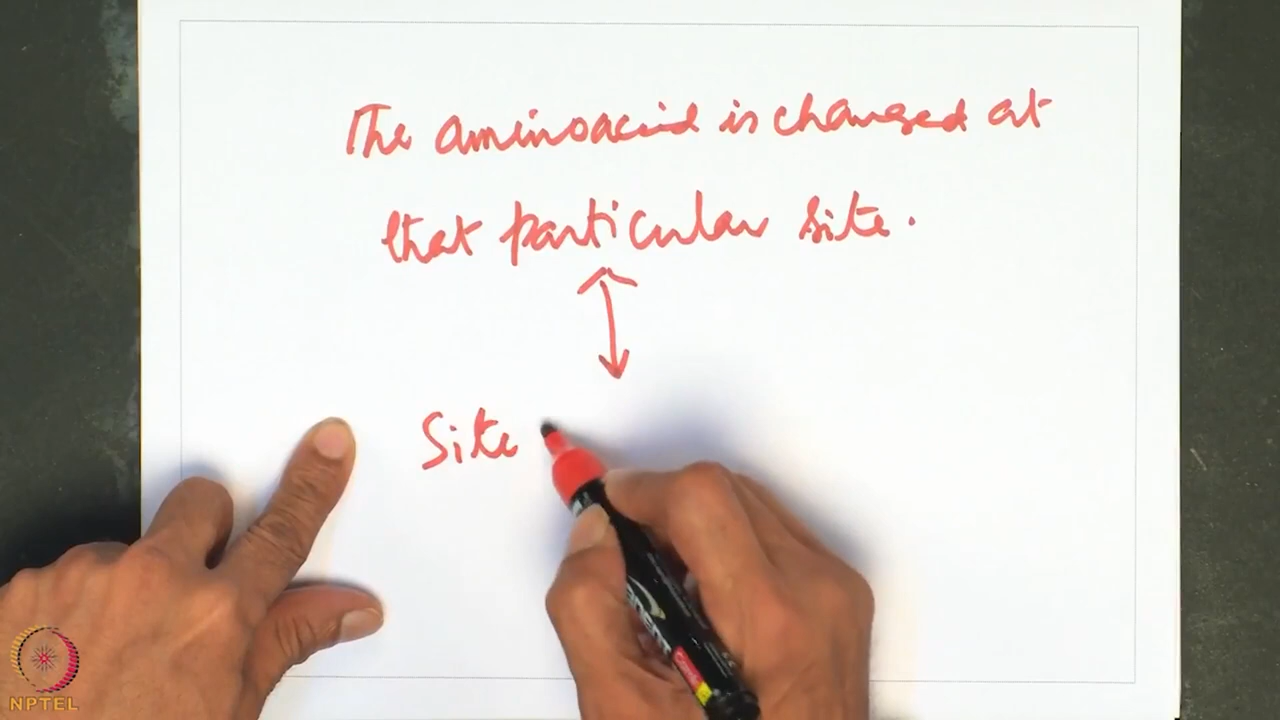 The aminoacid is changed at
that particular site.
Site
NPTEL